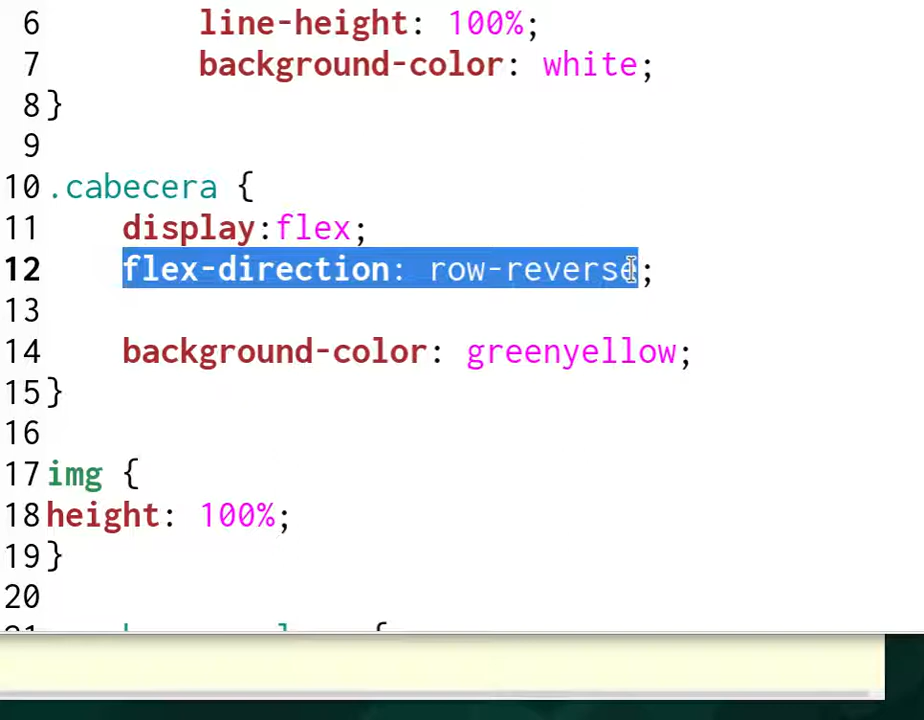 6 line-height: 100%;
7 background-color: white;
8 }
9
10 .cabecera {
11 display:flex;
12 flex-direction: row-reverse;
13
14 background-color: greenyellow;
15 }
16
17 img {
18 height: 100%;
19 }
20